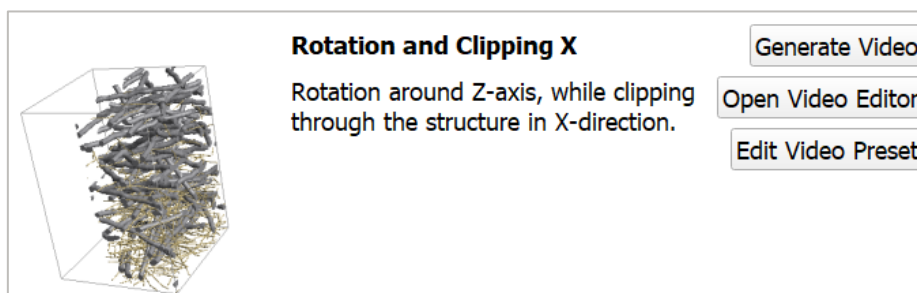 Rotation and Clipping X
Rotation around Z-axis, while clipping
through the structure in X-direction.
Generate Video
Open Video Editor
Edit Video Preset